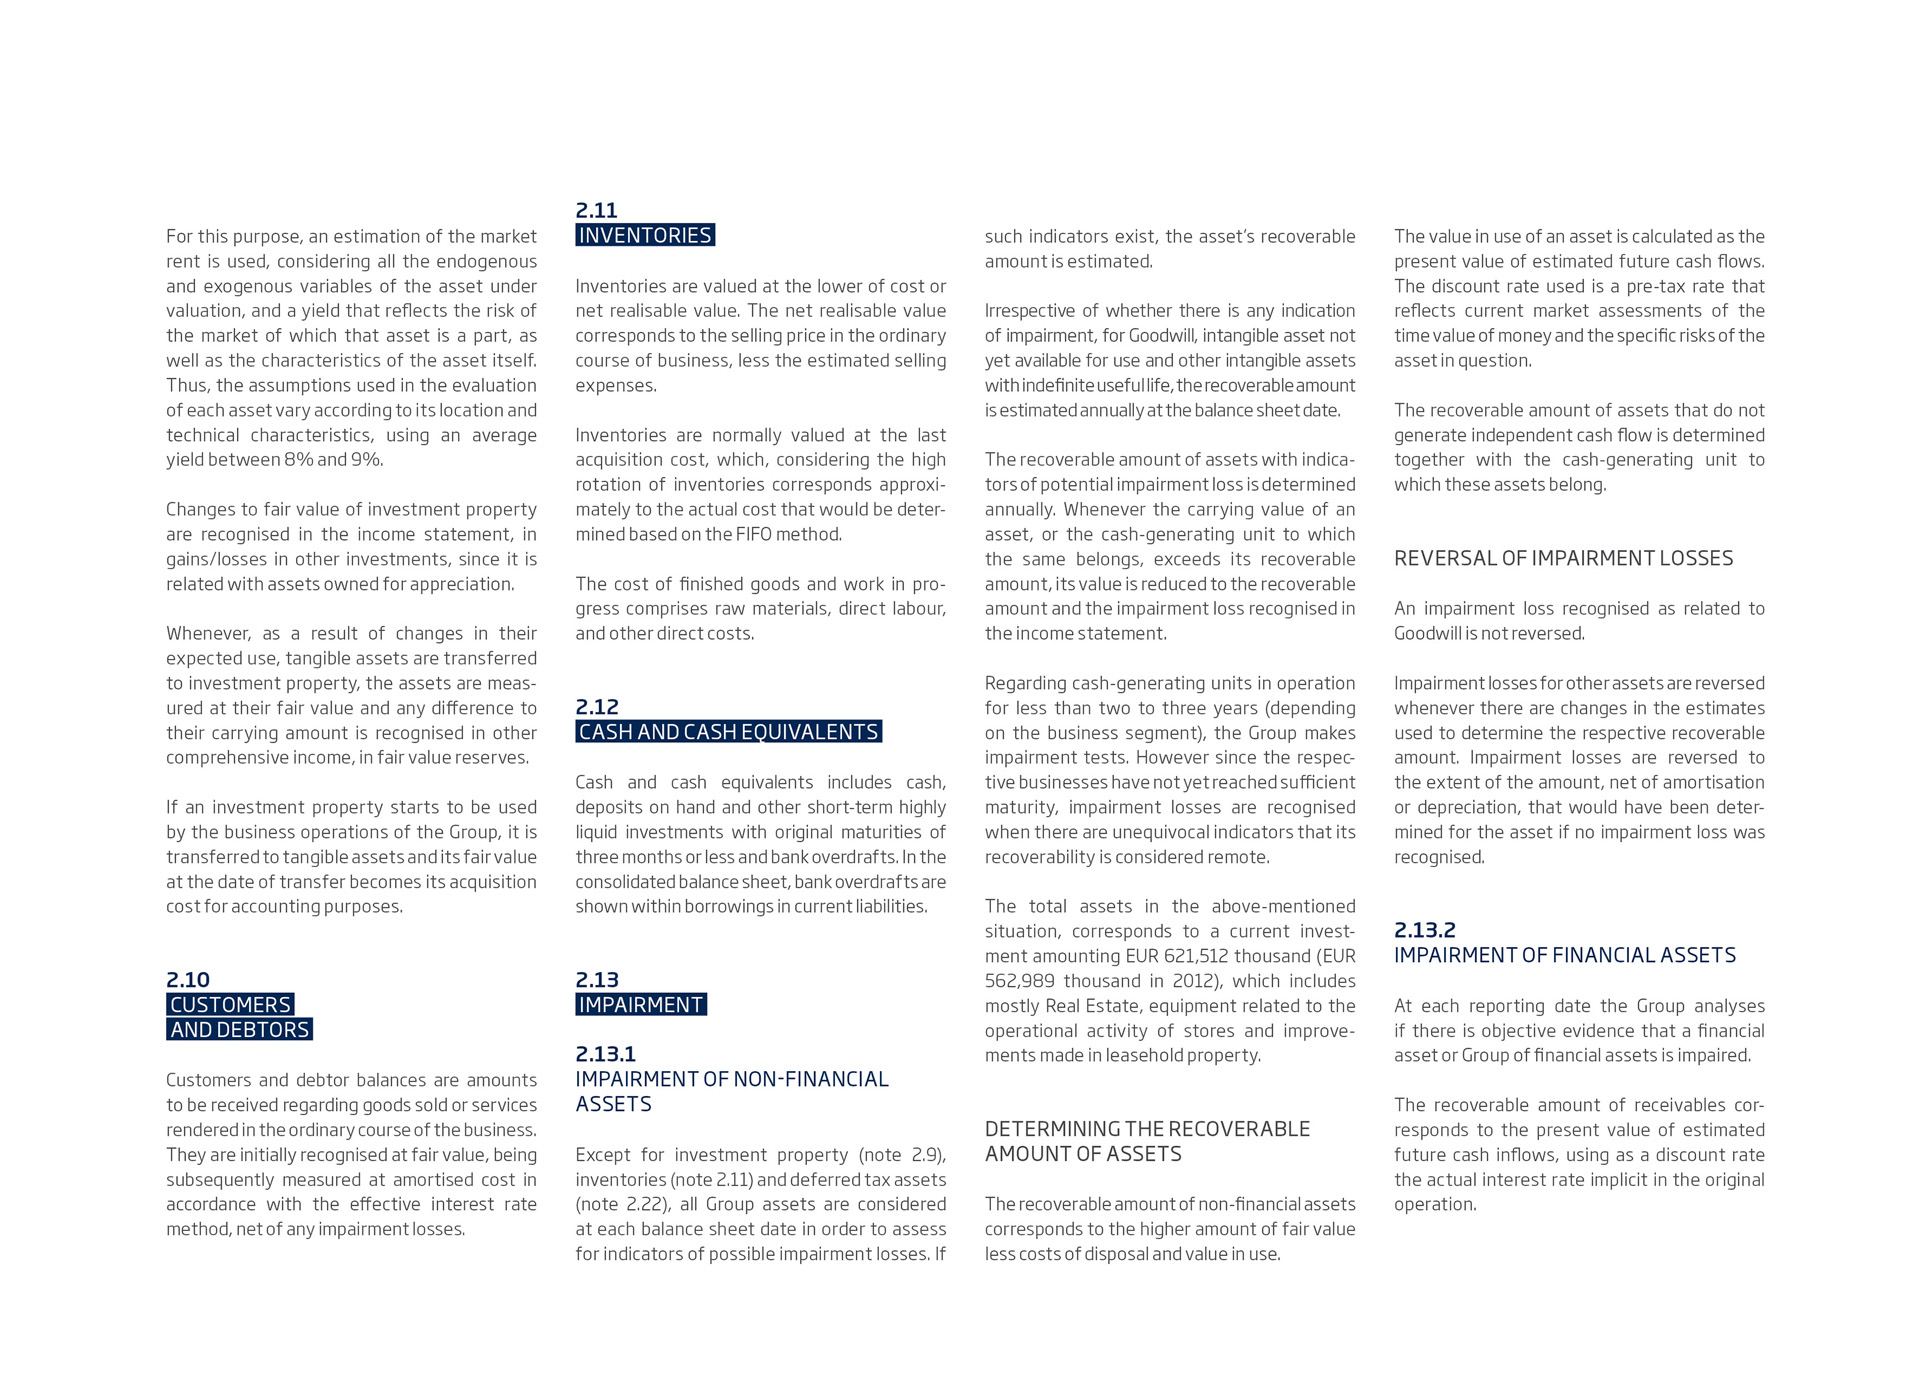 For this purpose, an estimation of the market
rent is used, considering all the endogenous
and exogenous variables of the asset under
valuation, and a yield that reflects the risk of
the market of which that asset is a part, as
well as the characteristics of the asset itself.
Thus, the assumptions used in the evaluation
of each asset vary according to its location and
technical characteristics, using an average
yield between 8% and 9%.
Changes to fair value of investment property
are recognised in the income statement, in
gains/losses in other investments, since it is
related with assets owned for appreciation.
Whenever, as a result of changes in their
expected use, tangible assets are transferred
to investment property, the assets are meas-
ured at their fair value and any difference to
their carrying amount is recognised in other
comprehensive income, in fair value reserves.
If an investment property starts to be used
by the business operations of the Group, it is
transferred to tangible assets and its fair value
at the date of transfer becomes its acquisition
cost for accounting purposes.
2.10
CUSTOMERS
AND DEBTORS
Customers and debtor balances are amounts
to be received regarding goods sold or services
rendered in the ordinary course of the business.
They are initially recognised at fair value, being
subsequently measured at amortised cost in
accordance with the effective interest rate
method, net of any impairment losses.
2.11
INVENTORIES
Inventories are valued at the lower of cost or
net realisable value. The net realisable value
corresponds to the selling price in the ordinary
course of business, less the estimated selling
expenses.
Inventories are normally valued at the last
acquisition cost, which, considering the high
rotation of inventories corresponds approxi-
mately to the actual cost that would be deter-
mined based on the FIFO method.
The cost of finished goods and work in pro-
gress comprises raw materials, direct labour,
and other direct costs.
2.12
CASH AND CASH EQUIVALENTS
Cash and cash equivalents includes cash,
deposits on hand and other short-term highly
liquid investments with original maturities of
three months or less and bank overdrafts. In the
consolidated balance sheet, bank overdrafts are
shown within borrowings in current liabilities.
2.13
IMPAIRMENT
2.13.1
IMPAIRMENT OF NON-FINANCIAL
ASSETS
Except for investment property (note 2.9),
inventories (note 2.11) and deferred tax assets
(note 2.22), all Group assets are considered
at each balance sheet date in order to assess
for indicators of possible impairment losses. If
such indicators exist, the asset’s recoverable
amount is estimated.
Irrespective of whether there is any indication
of impairment, for Goodwill, intangible asset not
yet available for use and other intangible assets
with indefinite useful life, the recoverable amount
is estimated annually at the balance sheet date.
The recoverable amount of assets with indica-
tors of potential impairment loss is determined
annually. Whenever the carrying value of an
asset, or the cash-generating unit to which
the same belongs, exceeds its recoverable
amount, its value is reduced to the recoverable
amount and the impairment loss recognised in
the income statement.
Regarding cash-generating units in operation
for less than two to three years (depending
on the business segment), the Group makes
impairment tests. However since the respec-
tive businesses have not yet reached sufficient
maturity, impairment losses are recognised
when there are unequivocal indicators that its
recoverability is considered remote.
The total assets in the above-mentioned
situation, corresponds to a current invest-
ment amounting EUR 621,512 thousand (EUR
562,989 thousand in 2012), which includes
mostly Real Estate, equipment related to the
operational activity of stores and improve-
ments made in leasehold property.
DETERMINING THE RECOVERABLE
AMOUNT OF ASSETS
The recoverable amount of non-financial assets
corresponds to the higher amount of fair value
less costs of disposal and value in use.
The value in use of an asset is calculated as the
present value of estimated future cash flows.
The discount rate used is a pre-tax rate that
reflects current market assessments of the
time value of money and the specific risks of the
asset in question.
The recoverable amount of assets that do not
generate independent cash flow is determined
together with the cash-generating unit to
which these assets belong.
REVERSAL OF IMPAIRMENT LOSSES
An impairment loss recognised as related to
Goodwill is not reversed.
Impairment losses for other assets are reversed
whenever there are changes in the estimates
used to determine the respective recoverable
amount. Impairment losses are reversed to
the extent of the amount, net of amortisation
or depreciation, that would have been deter-
mined for the asset if no impairment loss was
recognised.
2.13.2
IMPAIRMENT OF FINANCIAL ASSETS
At each reporting date the Group analyses
if there is objective evidence that a financial
asset or Group of financial assets is impaired.
The recoverable amount of receivables cor-
responds to the present value of estimated
future cash inflows, using as a discount rate
the actual interest rate implicit in the original
operation.